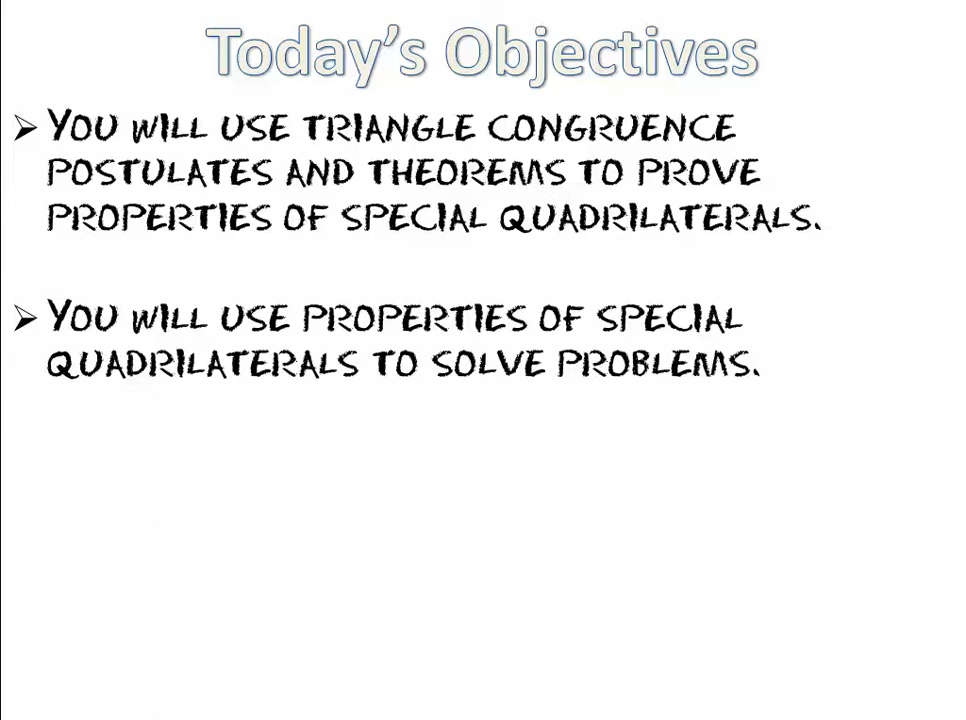 Today's Objectives
➢ You will use triangle congruence
postulates and theorems to prove
properties of special quadrilaterals.
➢ You will use properties of special
quadrilaterals to solve problems.